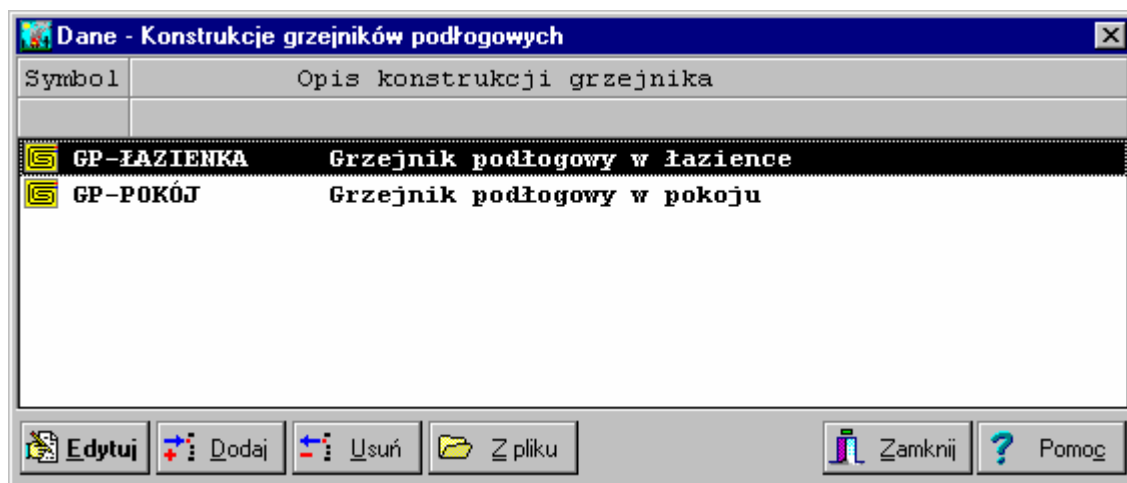 Dane - Konstrukcje grzejników podłogowych
Symbol Opis konstrukcji grzejnika
GP-ŁAZIENKA Grzejnik podłogowy w łazience
GP-POKÓJ Grzejnik podłogowy w pokoju
Edytuj Dodaj Usuń Z pliku Zamknij Pomoc